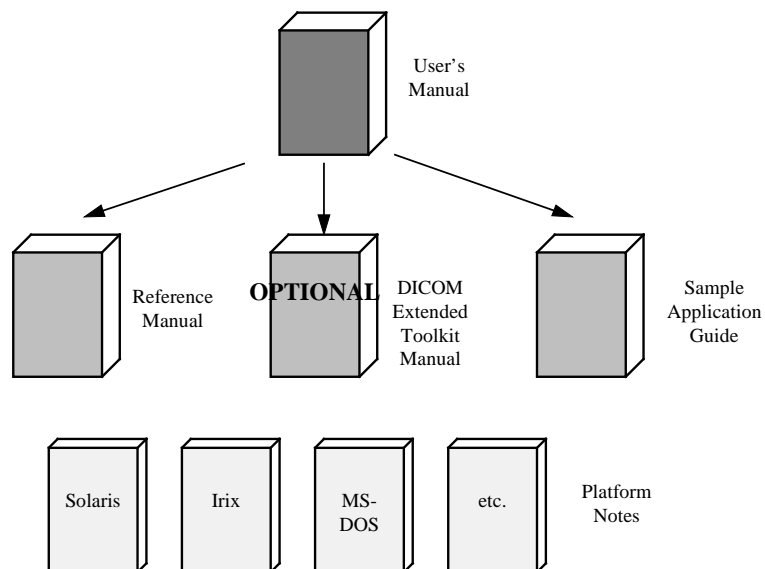 User's
Manual
Reference
Manual
OPTIONAL
DICOM
Extended
Toolkit
Manual
Sample
Application
Guide
Solaris
Irix
MS-
DOS
etc.
Platform
Notes